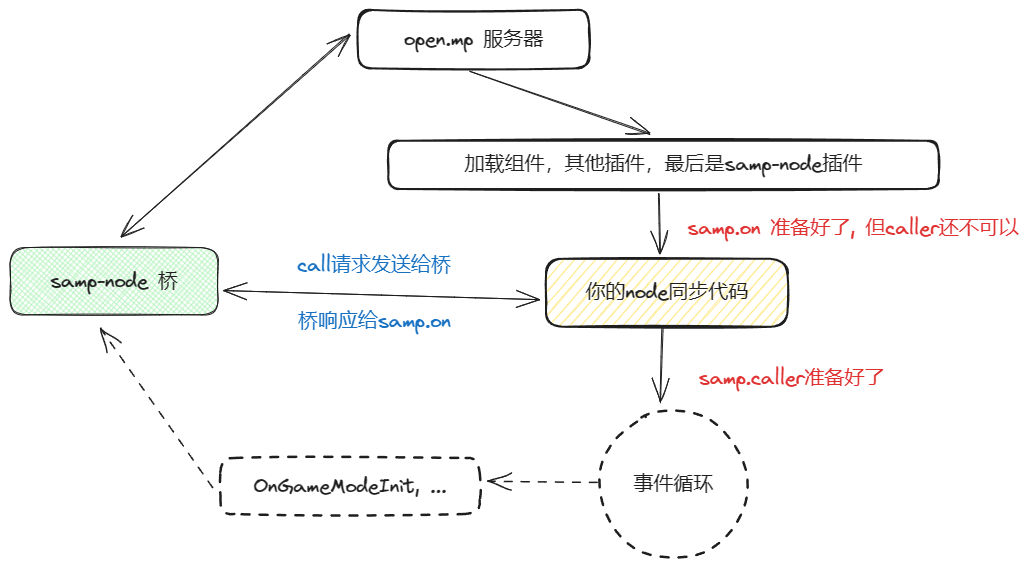 open.mp 服务器
加载组件，其他插件，最后是samp-node插件
samp.on 准备好了, 但caller还不可以
samp-node 桥
call请求发送给桥
你的node同步代码
桥响应给samp.on
samp.caller准备好了
OnGameModeInit, ...
事件循环